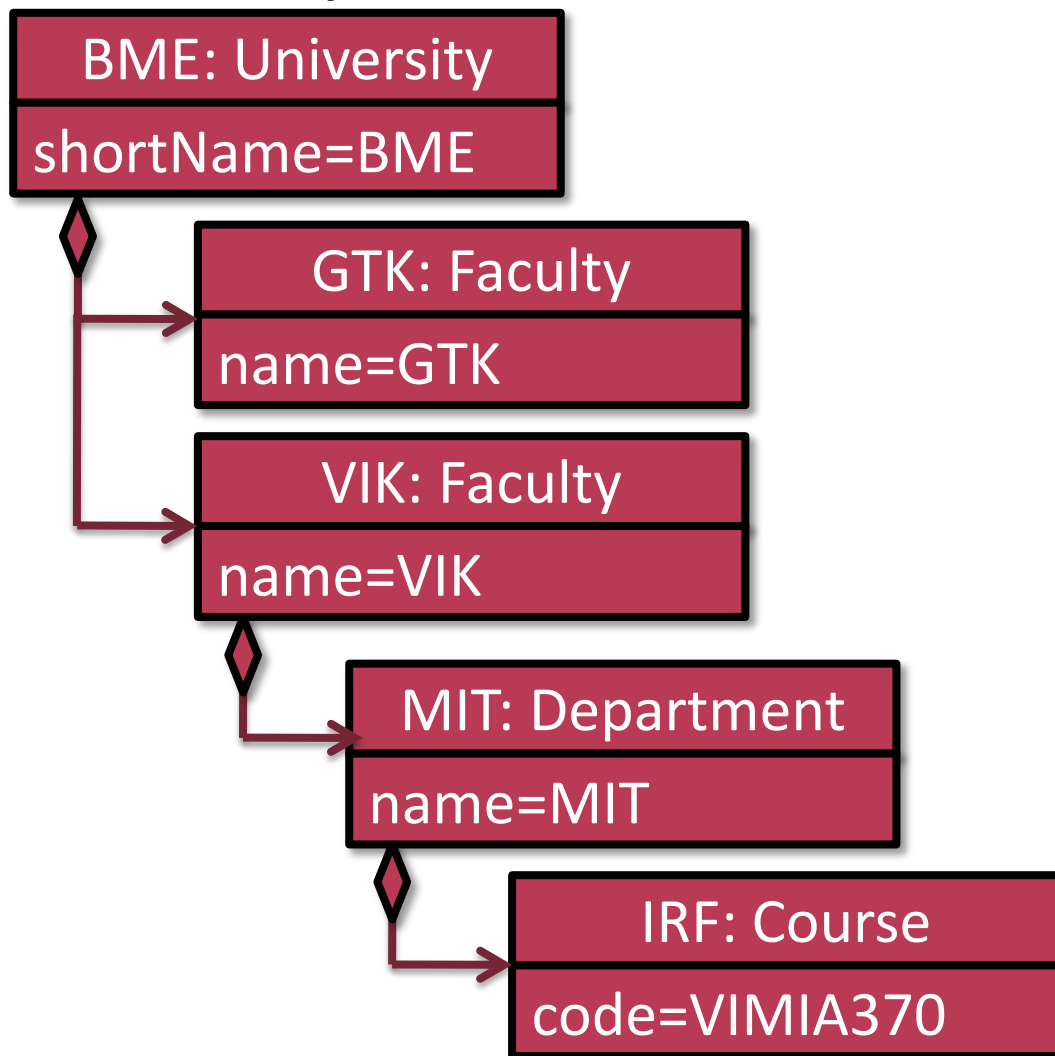 BME: University
shortName=BME
GTK: Faculty
name=GTK
VIK: Faculty
name=VIK
MIT: Department
name=MIT
IRF: Course
code=VIMIA370